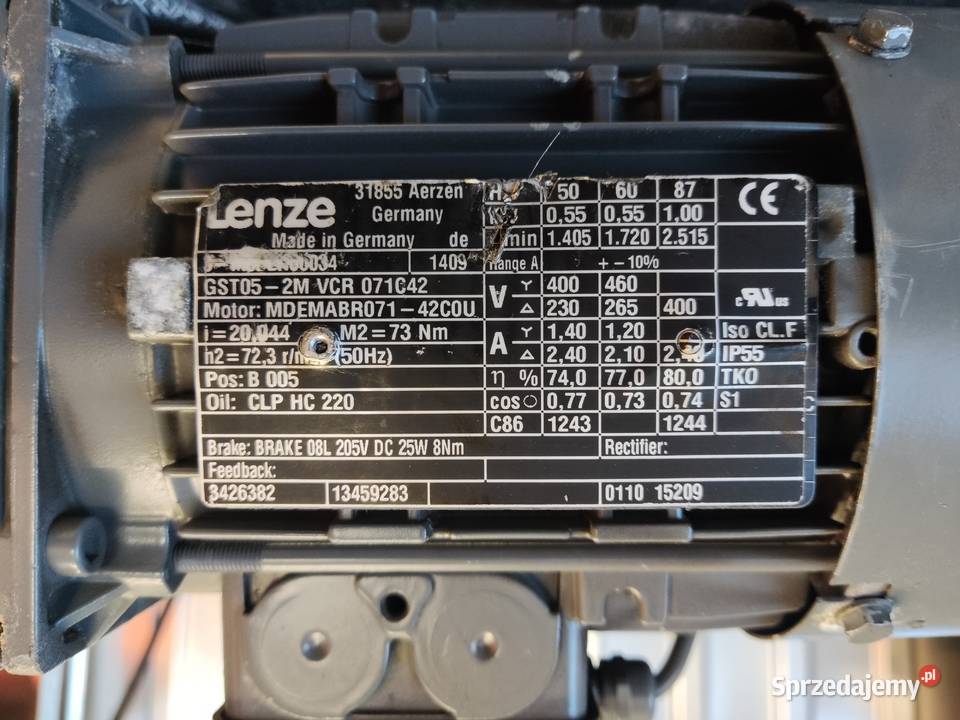 Lenze 31855 Aerzen
Germany
Made in Germany de
1409
GST05-2M VCR 071C42
Motor: MDEMABR071-42C0U
i=20,044 M2=73 Nm
h2=72,3 (50Hz)
Pos: B 005
Oil: CLP HC 220
50 60 87
0,55 0,55 1,00
1.405 1.720 2.515
Range A + -10%
V Y 400 460
△ 230 265 400
A Y 1,40 1,20
△ 2,40 2,10
η % 74,0 77,0 80,0
cos 0,77 0,73 0,74
C86 1243 1244
CE
c RU us
Iso CL.F
IP55
TKO
S1
Brake: BRAKE 08L 205V DC 25W 8Nm Rectifier:
Feedback:
3426382 13459283 0110 15209
Sprzedajemy.pl